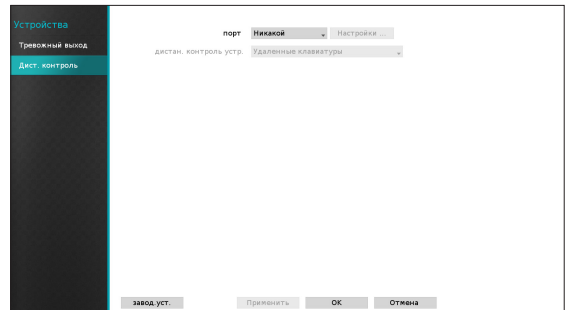 Устройства
Тревожный выход
Дист. контроль
порт Никакой Настройки ...
дистан. контроль устр. Удаленные клавиатуры
завод.уст. Применить OK Отмена